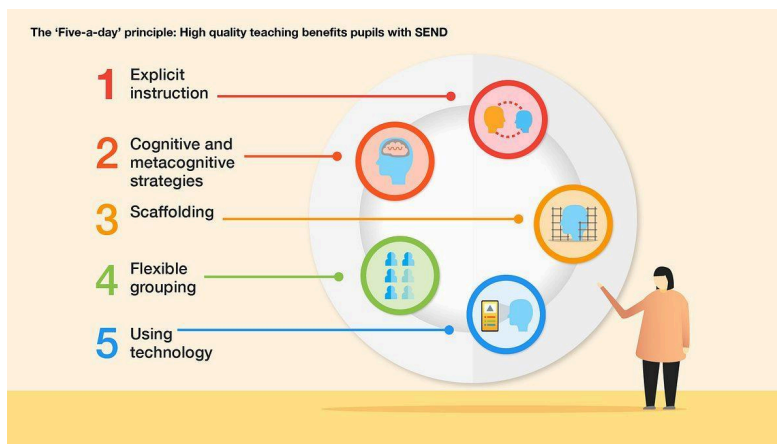 The ‘Five-a-day’ principle: High quality teaching benefits pupils with SEND
1 Explicit
instruction
2 Cognitive and
metacognitive
strategies
3 Scaffolding
4 Flexible
grouping
5 Using
technology